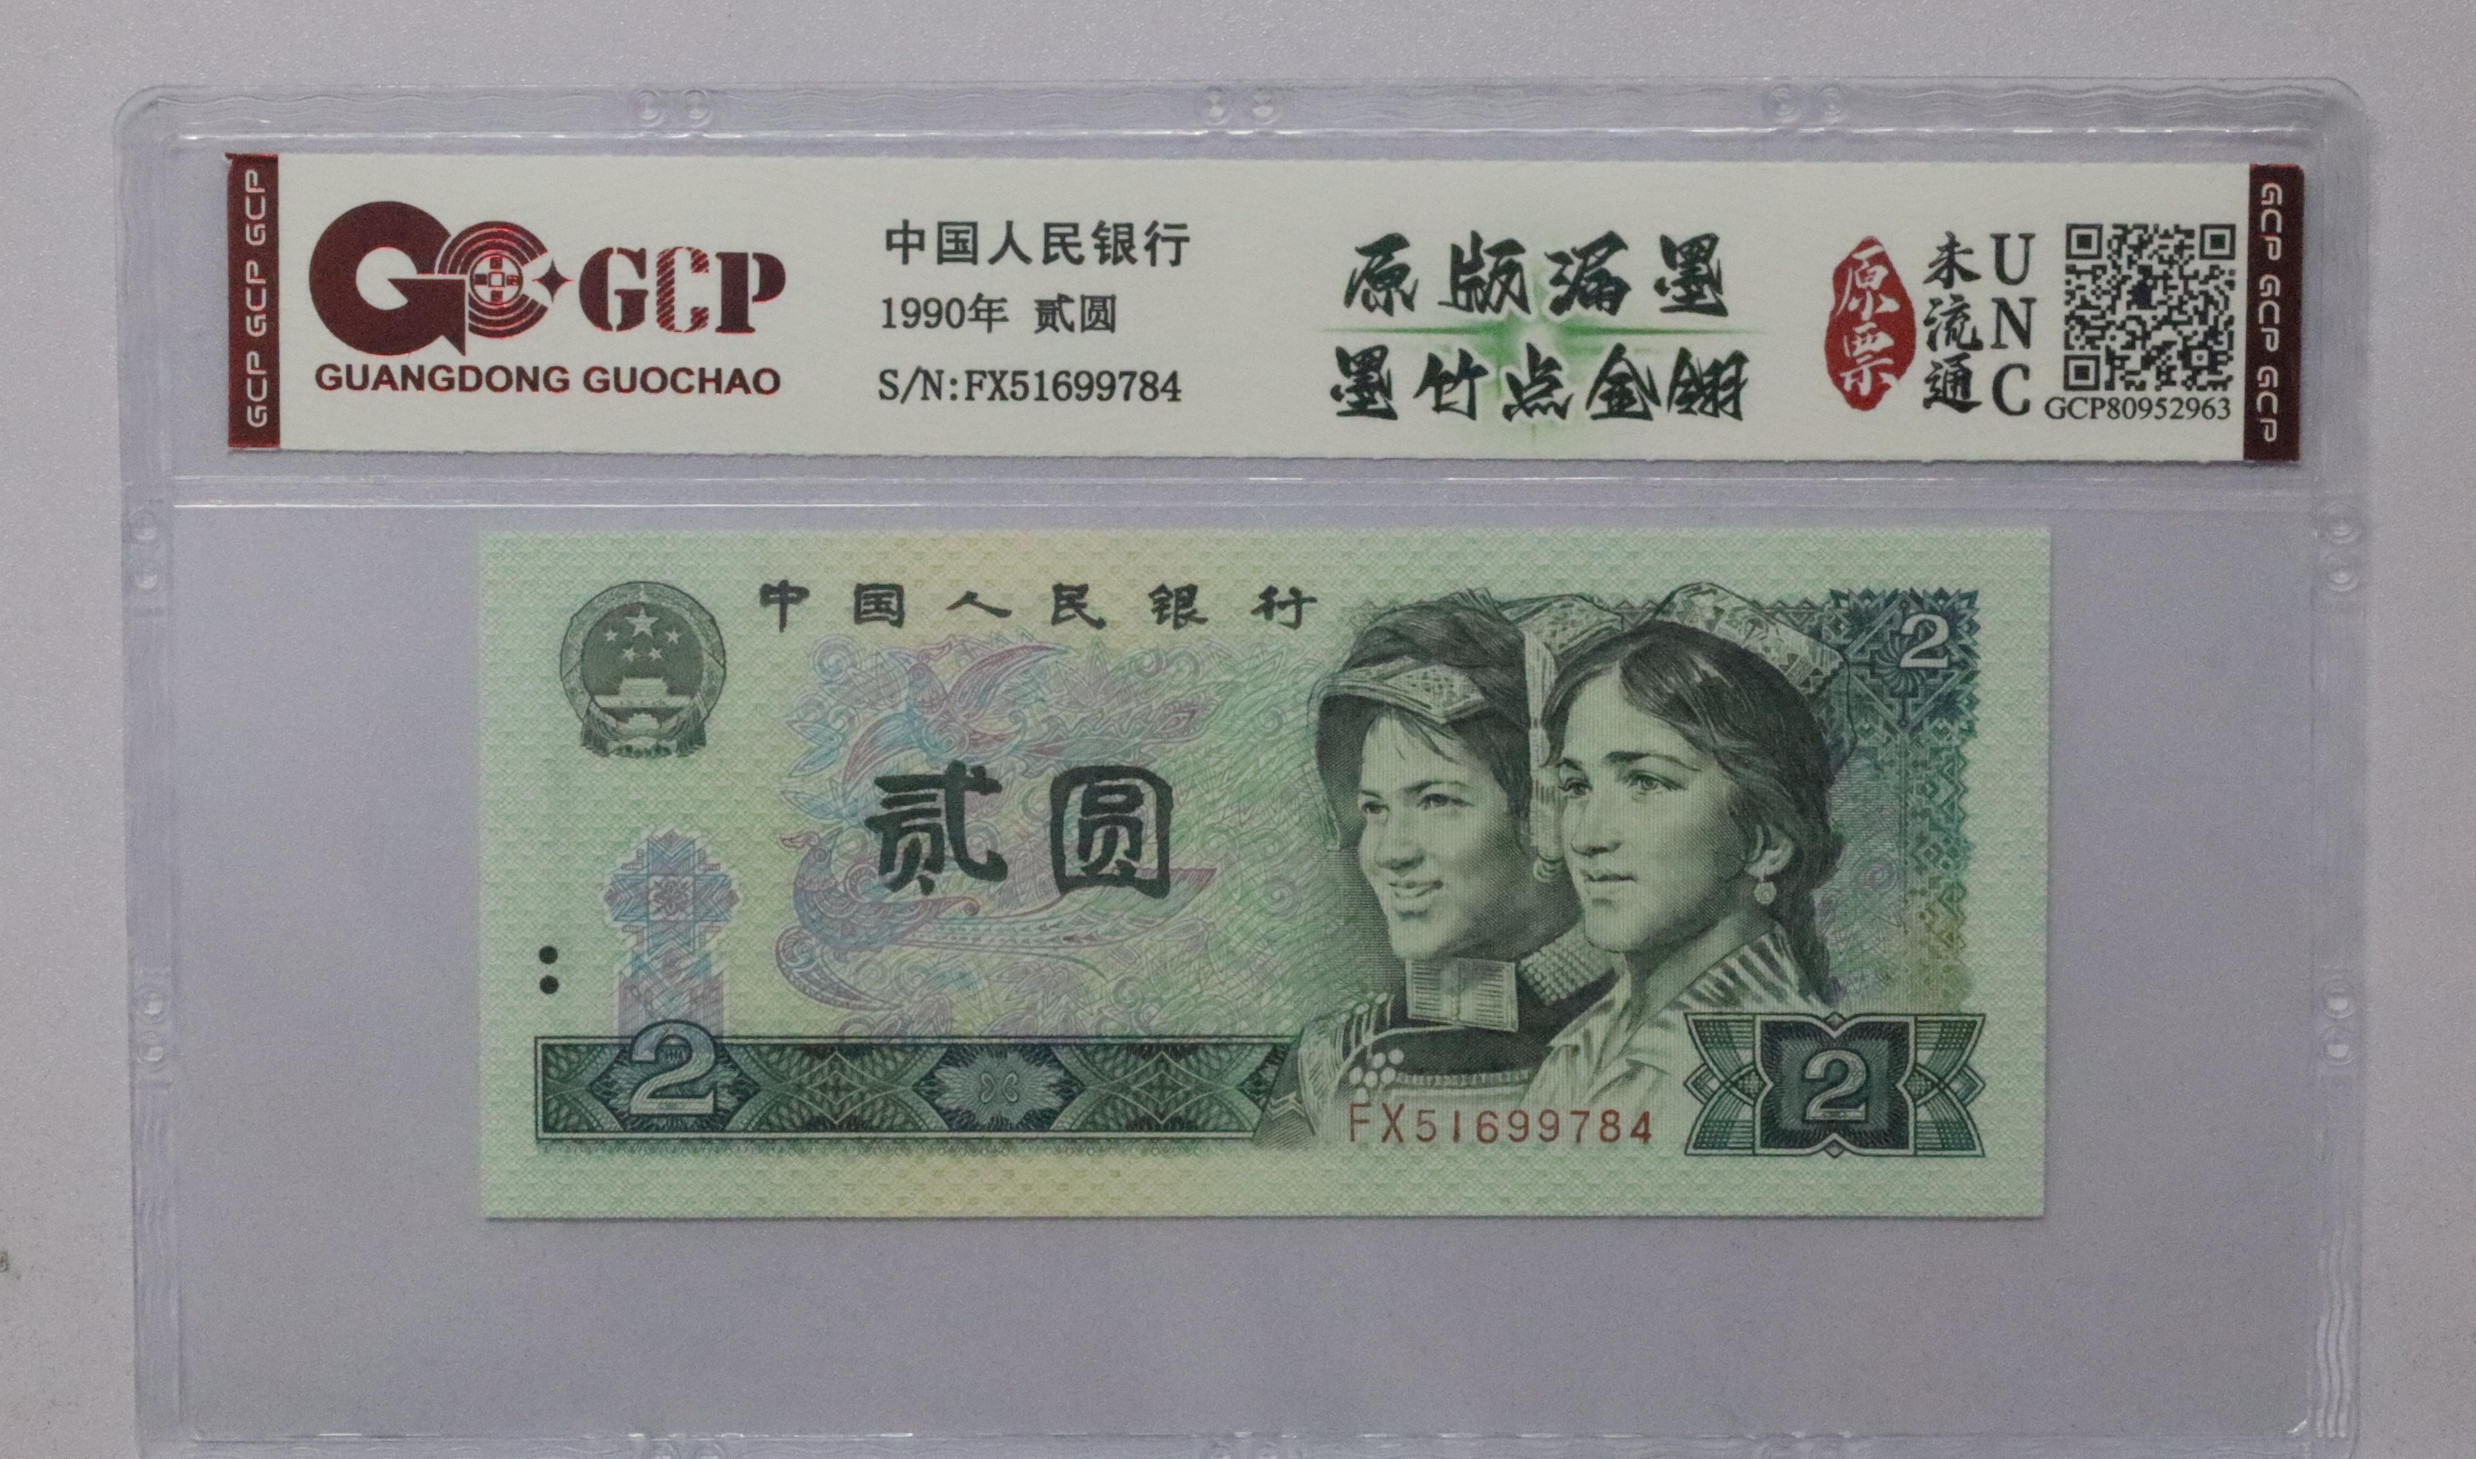 GCP GCP GCP
GCP
GUANGDONG GUOCHAO
中国人民银行
1990年 贰圆
S/N:FX51699784
原版漏墨
墨竹点金翎
原票
未流通
UNC
GCP80952963
GCP GCP GCP
中国人民银行
2
贰圆
2
FX51699784
2